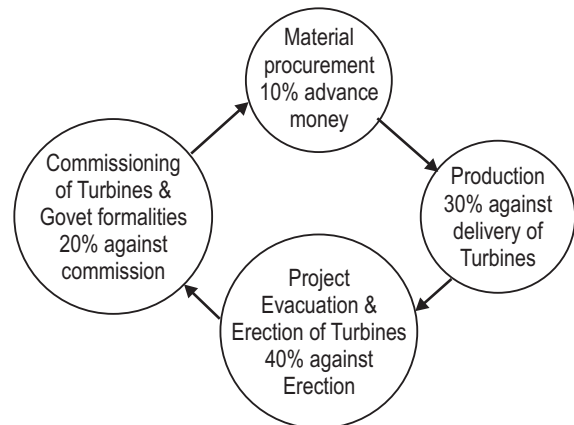 Material
procurement
10% advance
money
Production
30% against
delivery of
Turbines
Project
Evacuation &
Erection of Turbines
40% against
Erection
Commissioning
of Turbines &
Govet formalities
20% against
commission